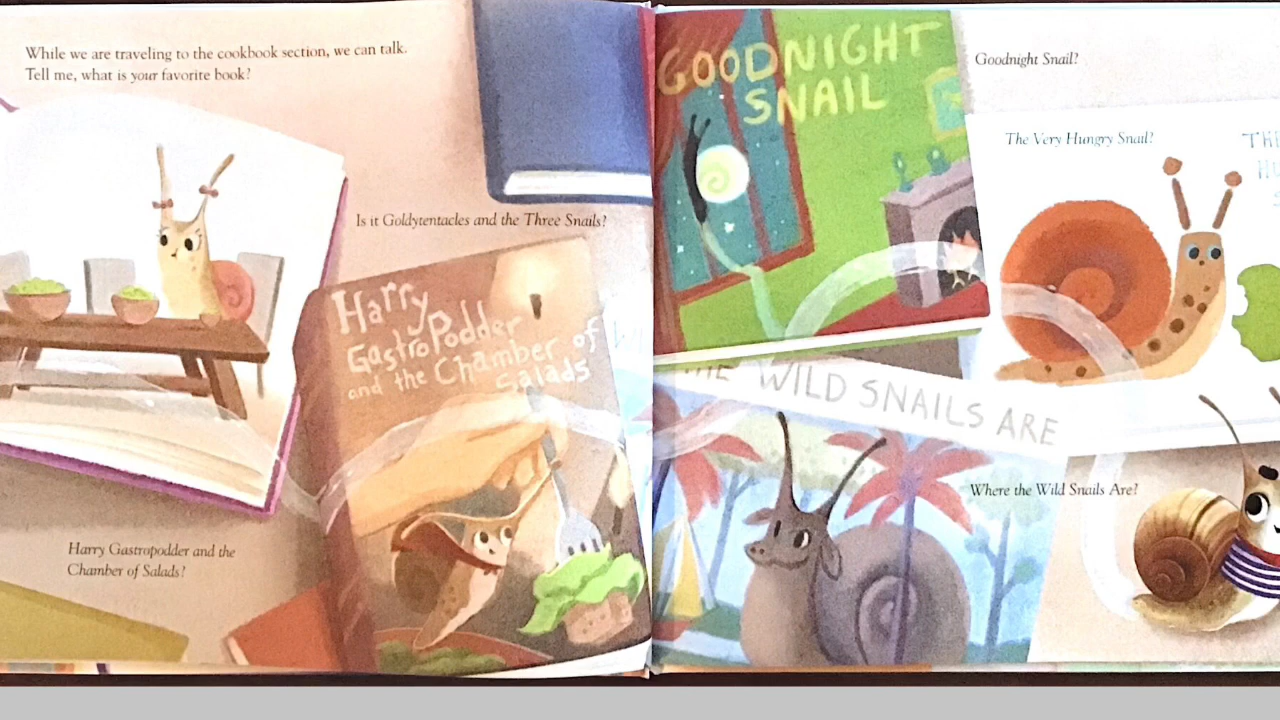 While we are traveling to the cookbook section, we can talk.
Tell me, what is your favorite book?
Is it Goldytentacles and the Three Snails?
Harry
GastroPodder
and the Chamber of
Salads
Harry Gastropodder and the
Chamber of Salads?
GOODNIGHT
SNAIL
Goodnight Snail?
The Very Hungry Snail?
WILD SNAILS ARE
Where the Wild Snails Are?